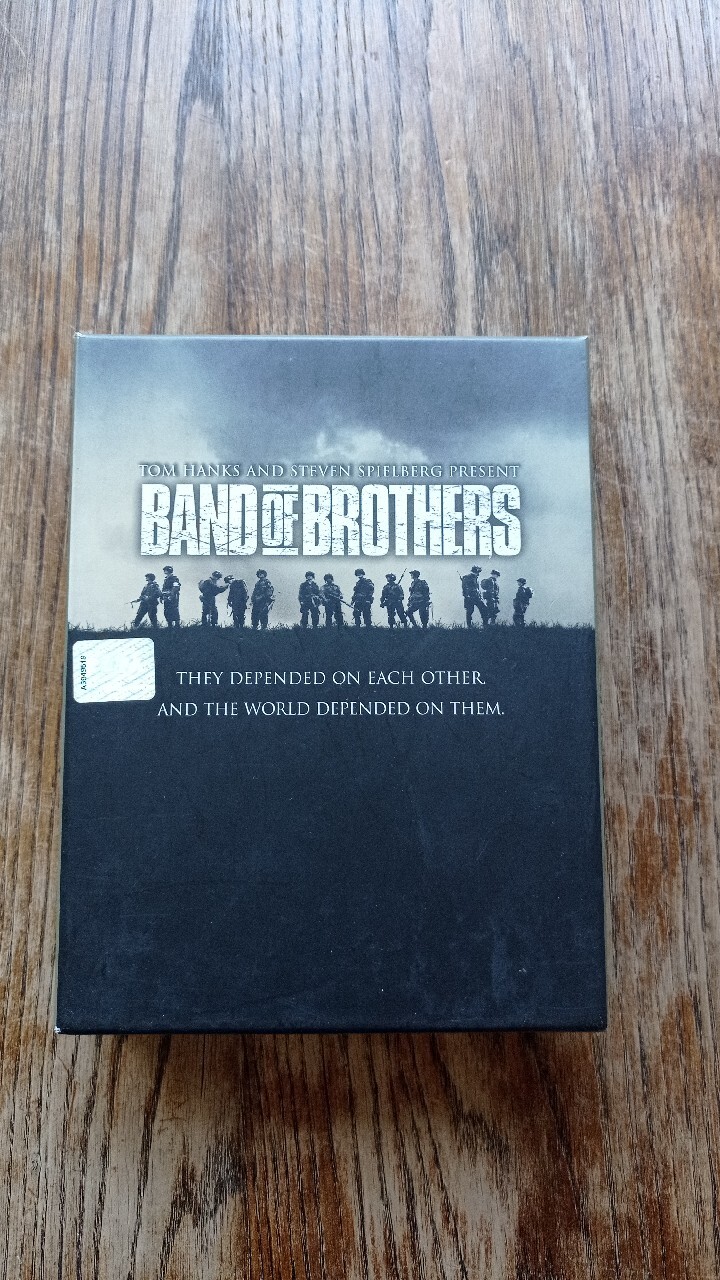 TOM HANKS AND STEVEN SPIELBERG PRESENT
BAND OF BROTHERS
THEY DEPENDED ON EACH OTHER.
AND THE WORLD DEPENDED ON THEM.